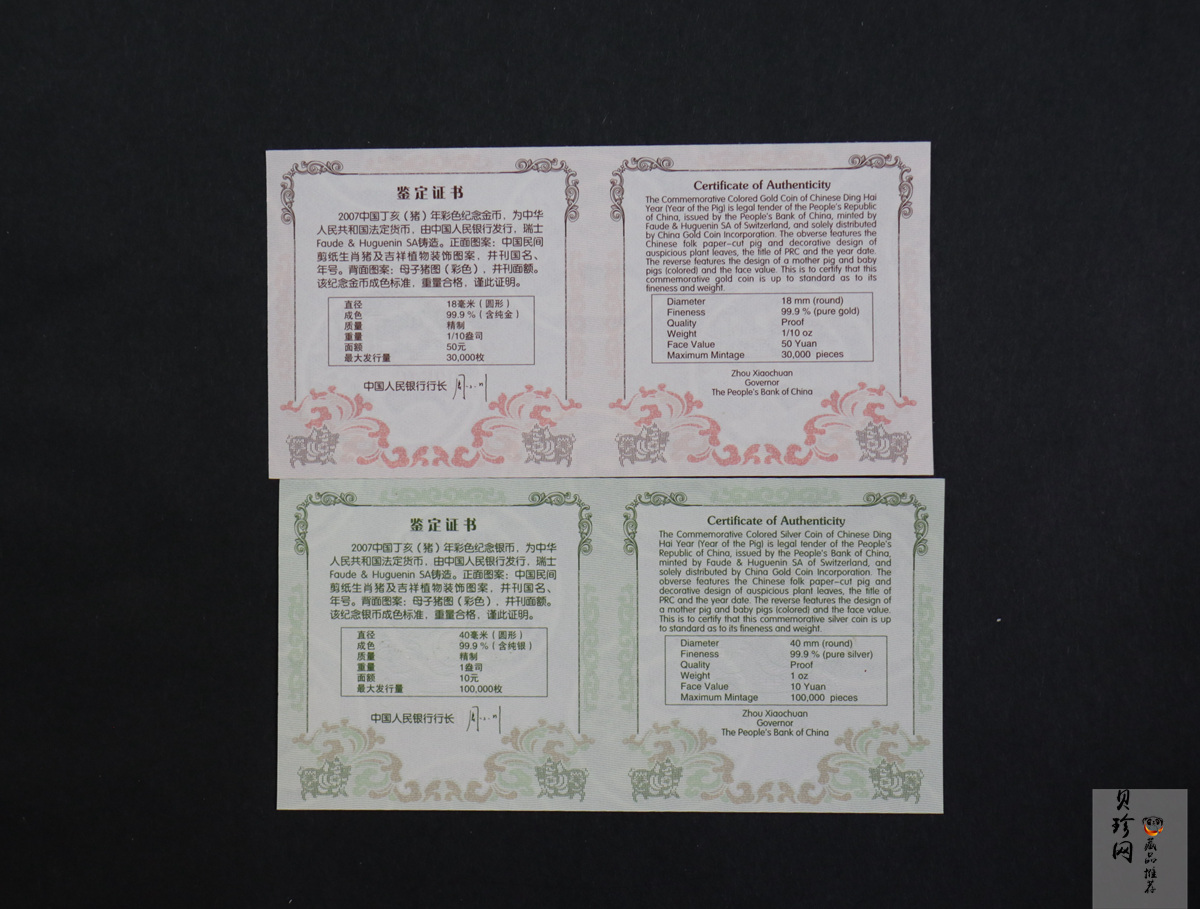 鉴定证书
2007中国丁亥（猪）年彩色纪念金币，为中华
人民共和国法定货币，由中国人民银行发行，瑞士
Faude & Huguenin SA铸造。正面图案：中国民间
剪纸生肖猪及吉祥植物装饰图案，并刊国名、
年号。背面图案：母子猪图（彩色），并刊面额。
该纪念金币成色标准，重量合格，谨此证明。
直径 18毫米（圆形）
成色 99.9％（含纯金）
质量 精制
重量 1/10盎司
面额 50元
最大发行量 30,000枚
中国人民银行行长
Certificate of Authenticity
The Commemorative Colored Gold Coin of Chinese Ding Hai
Year (Year of the Pig) is legal tender of the People's Republic
of China, issued by the People's Bank of China, minted by
Faude & Huguenin SA of Switzerland, and solely distributed
by China Gold Coin Incorporation. The obverse features the
Chinese folk paper-cut pig and decorative design of
auspicious plant leaves, the title of PRC and the year date.
The reverse features the design of a mother pig and baby
pigs (colored) and the face value. This is to certify that this
commemorative gold coin is up to standard as to its
fineness and weight.
Diameter 18 mm (round)
Fineness 99.9 % (pure gold)
Quality Proof
Weight 1/10 oz
Face Value 50 Yuan
Maximum Mintage 30,000 pieces
Zhou Xiaochuan
Governor
The People's Bank of China
鉴定证书
2007中国丁亥（猪）年彩色纪念银币，为中华
人民共和国法定货币，由中国人民银行发行，瑞士
Faude & Huguenin SA铸造。正面图案：中国民间
剪纸生肖猪及吉祥植物装饰图案，并刊国名、
年号。背面图案：母子猪图（彩色），并刊面额。
该纪念银币成色标准，重量合格，谨此证明。
直径 40毫米（圆形）
成色 99.9％（含纯银）
质量 精制
重量 1盎司
面额 10元
最大发行量 100,000枚
中国人民银行行长
Certificate of Authenticity
The Commemorative Colored Silver Coin of Chinese Ding
Hai Year (Year of the Pig) is legal tender of the People's
Republic of China, issued by the People's Bank of China,
minted by Faude & Huguenin SA of Switzerland, and
solely distributed by China Gold Coin Incorporation. The
obverse features the Chinese folk paper-cut pig and
decorative design of auspicious plant leaves, the title of
PRC and the year date. The reverse features the design of
a mother pig and baby pigs (colored) and the face value.
This is to certify that this commemorative silver coin is up
to standard as to its fineness and weight.
Diameter 40 mm (round)
Fineness 99.9 % (pure silver)
Quality Proof
Weight 1 oz
Face Value 10 Yuan
Maximum Mintage 100,000 pieces
Zhou Xiaochuan
Governor
The People's Bank of China
贝珍网
藏品推荐